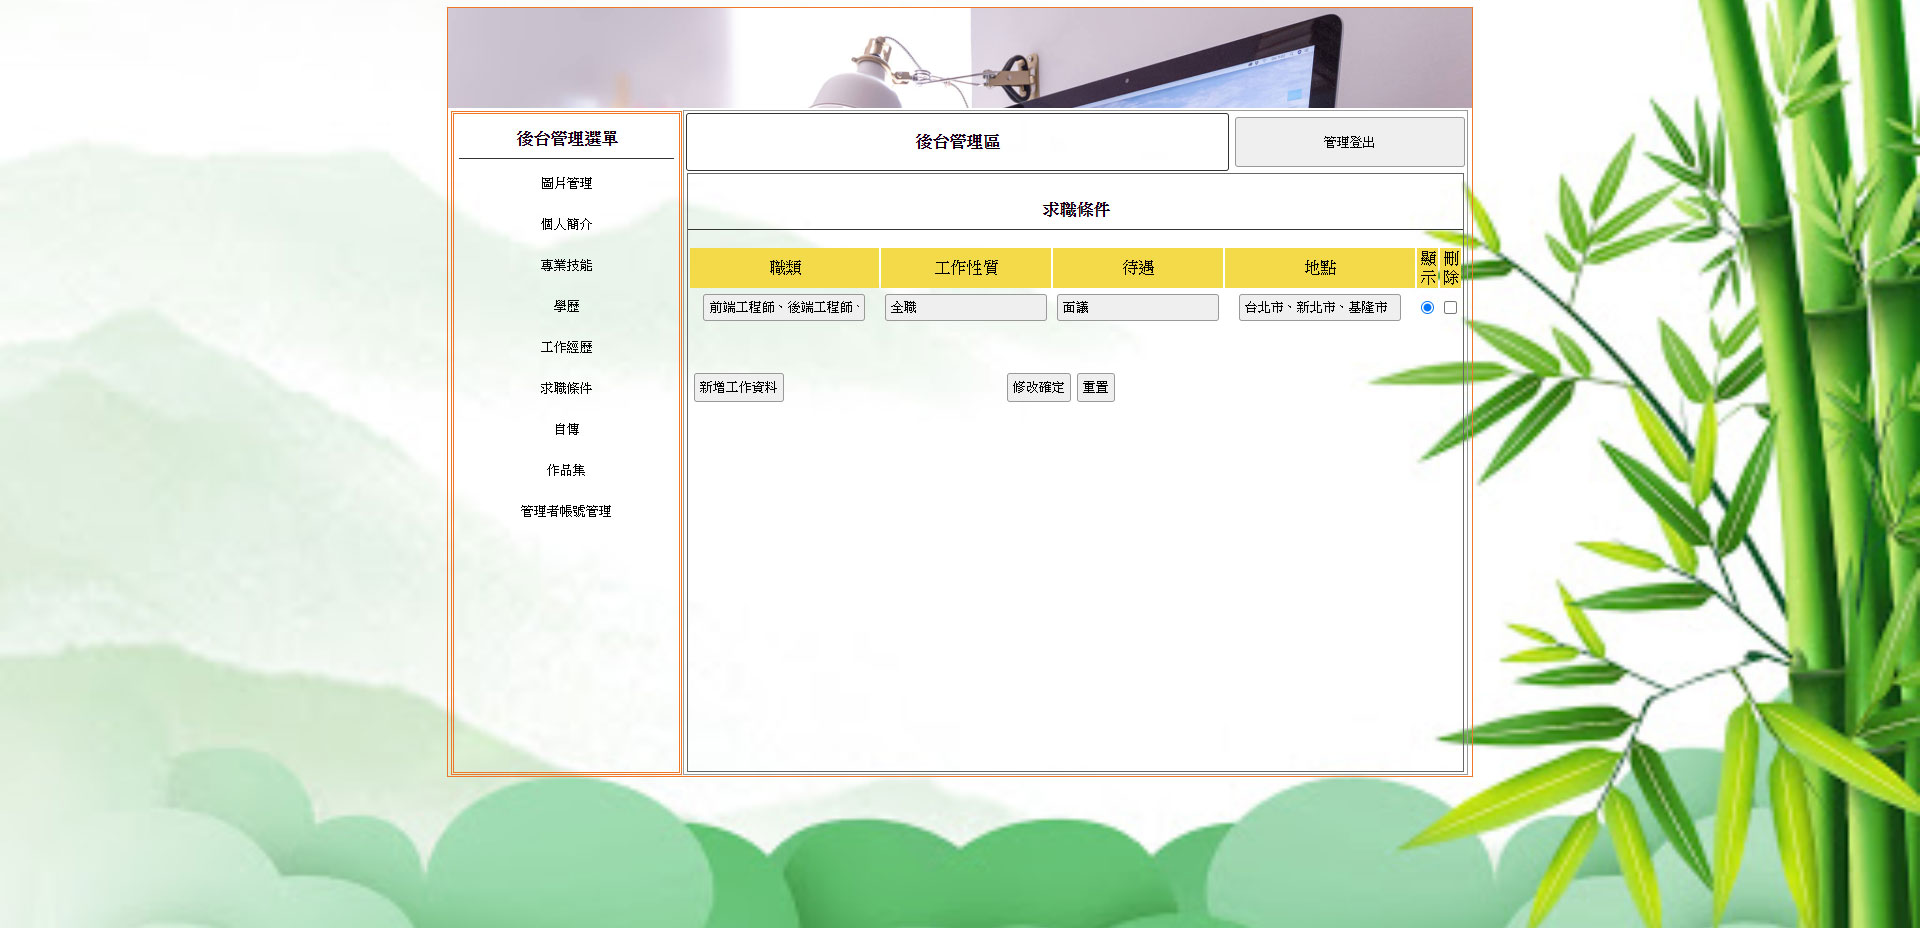 後台管理選單
圖片管理
個人簡介
專業技能
學歷
工作經歷
求職條件
自傳
作品集
管理者帳號管理
後台管理區
管理登出
求職條件
職類 工作性質 待遇 地點 顯示 刪除
前端工程師、後端工程師、 全職 面議 台北市、新北市、基隆市
新增工作資料 修改確定 重置